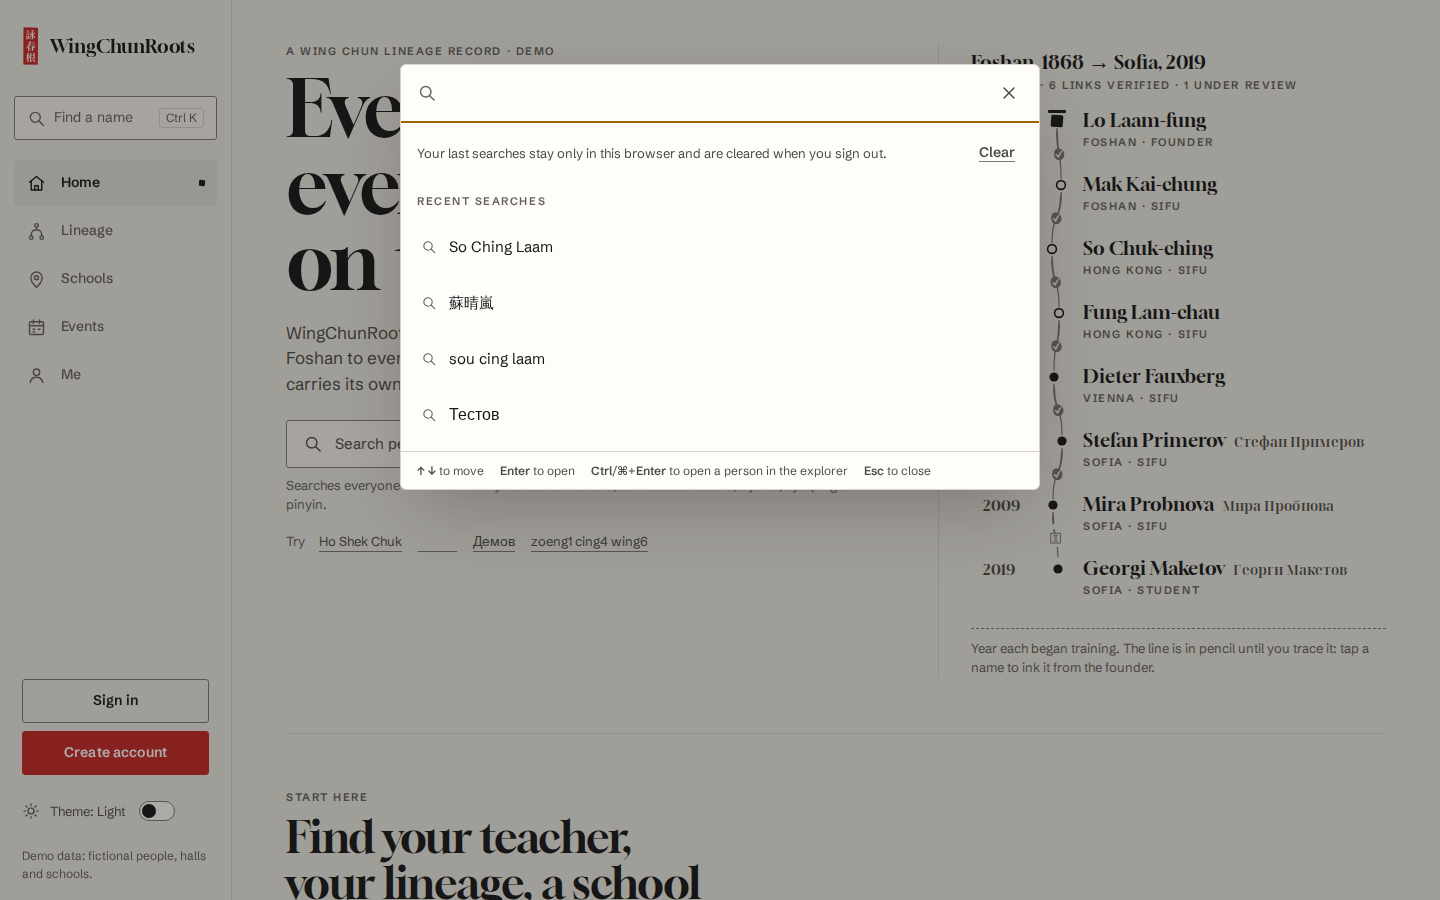 詠春根
WingChunRoots
Find a name
Ctrl K
Home
Lineage
Schools
Events
Me
Sign in
Create account
Theme: Light
Demo data: fictional people, halls
and schools.
A WING CHUN LINEAGE RECORD · DEMO
Eve
eve
on
WingChunRoo
Foshan to ever
carries its own
Search pe
Searches everyone
pinyin.
Try
Ho Shek Chuk
Демов
zoeng1 cing4 wing6
Your last searches stay only in this browser and are cleared when you sign out.
Clear
RECENT SEARCHES
So Ching Laam
蘇晴嵐
sou cing laam
Тестов
↑↓ to move
Enter to open
Ctrl/⌘+Enter to open a person in the explorer
Esc to close
Foshan, 1868 → Sofia, 2019
· 6 LINKS VERIFIED · 1 UNDER REVIEW
Lo Laam-fung
FOSHAN · FOUNDER
Mak Kai-chung
FOSHAN · SIFU
So Chuk-ching
HONG KONG · SIFU
Fung Lam-chau
HONG KONG · SIFU
Dieter Fauxberg
VIENNA · SIFU
Stefan Primerov Стефан Примеров
SOFIA · SIFU
2009
Mira Probnova Мира Пробнова
SOFIA · SIFU
2019
Georgi Maketov Георги Макетов
SOFIA · STUDENT
Year each began training. The line is in pencil until you trace it: tap a
name to ink it from the founder.
START HERE
Find your teacher,
your lineage, a school